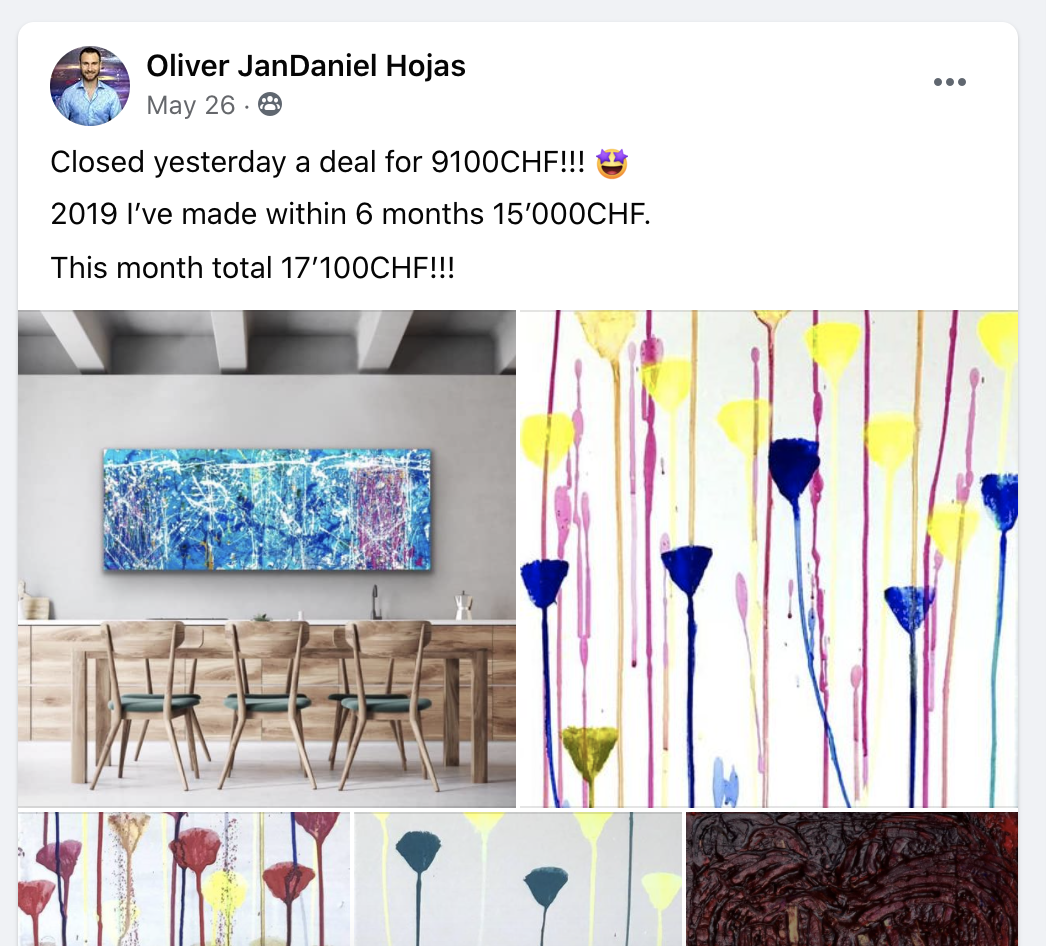 Oliver JanDaniel Hojas
May 26 ·
Closed yesterday a deal for 9100CHF!!! 🤩
2019 I’ve made within 6 months 15’000CHF.
This month total 17’100CHF!!!